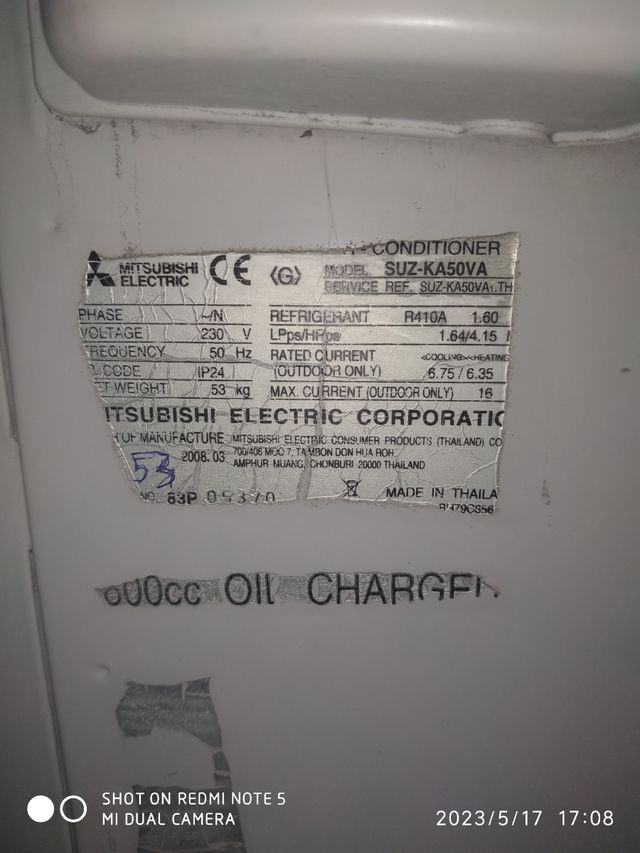 CONDITIONER
MITSUBISHI ELECTRIC CE <G> MODEL SUZ-KA50VA
SERVICE REF. SUZ-KA50VA1.TH
PHASE ~/N REFRIGERANT R410A 1.60
VOLTAGE 230 V LPps/HPps 1.64/4.15
FREQUENCY 50 Hz RATED CURRENT <COOLING>/<HEATING
CODE IP24 (OUTDOOR ONLY) 6.75 / 6.35
ET WEIGHT 53 kg MAX. CURRENT (OUTDOOR ONLY) 16
ITSUBISHI ELECTRIC CORPORATIO
OF MANUFACTURE MITSUBISHI ELECTRIC CONSUMER PRODUCTS (THAILAND) CO
2008.03 700/406 MOO 7, TAMBON DON HUA ROH,
AMPHUR MUANG, CHONBURI 20000 THAILAND
53
NO. 83P 05370 MADE IN THAILA
600cc OIL CHARGED
SHOT ON REDMI NOTE 5
MI DUAL CAMERA
2023/5/17 17:08